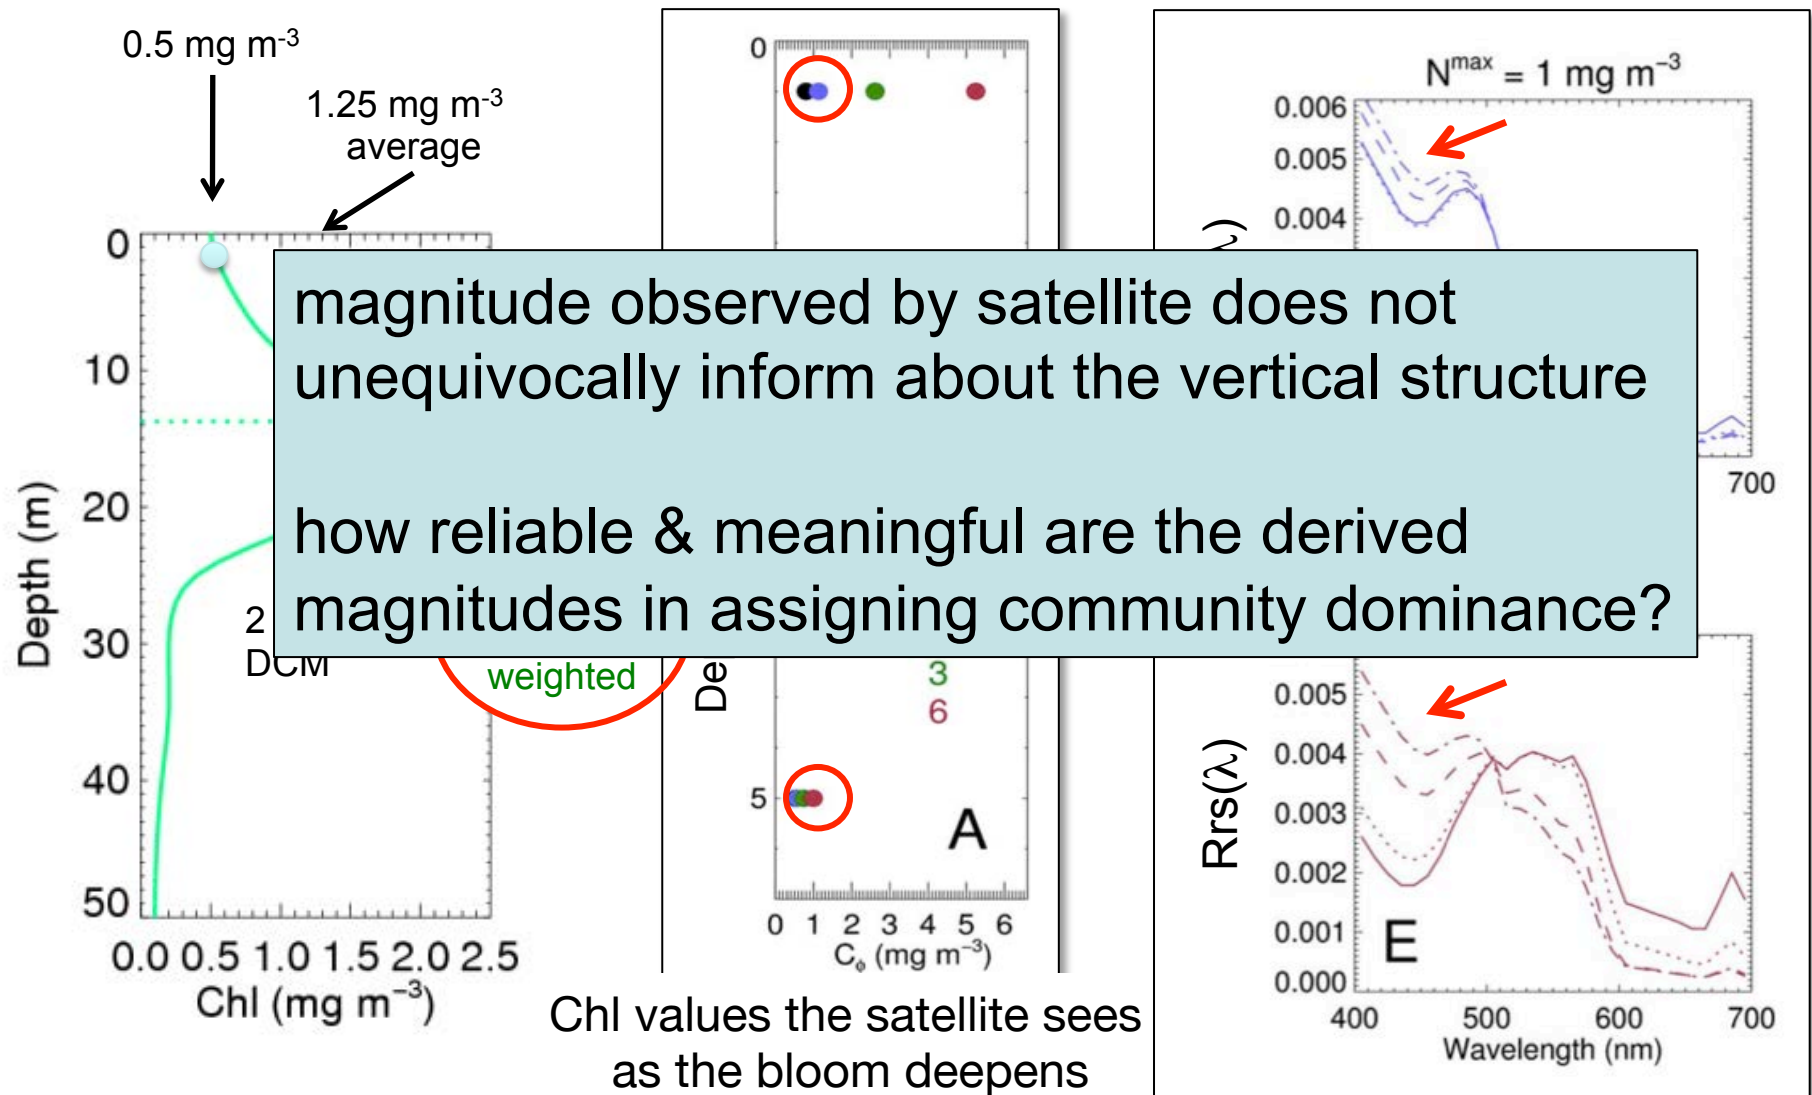 0.5 mg m-3
1.25 mg m-3
average
0
10
20
30
40
50
Depth (m)
0.0 0.5 1.0 1.5 2.0 2.5
Chl (mg m−3)
2
DCM
weighted
magnitude observed by satellite does not
unequivocally inform about the vertical structure
how reliable & meaningful are the derived
magnitudes in assigning community dominance?
0
5
3
6
A
0 1 2 3 4 5 6
Cϕ (mg m−3)
Chl values the satellite sees
as the bloom deepens
Nmax = 1 mg m−3
0.006
0.005
0.004
700
0.005
0.004
0.003
0.002
0.001
0.000
Rrs(λ)
E
400 500 600 700
Wavelength (nm)